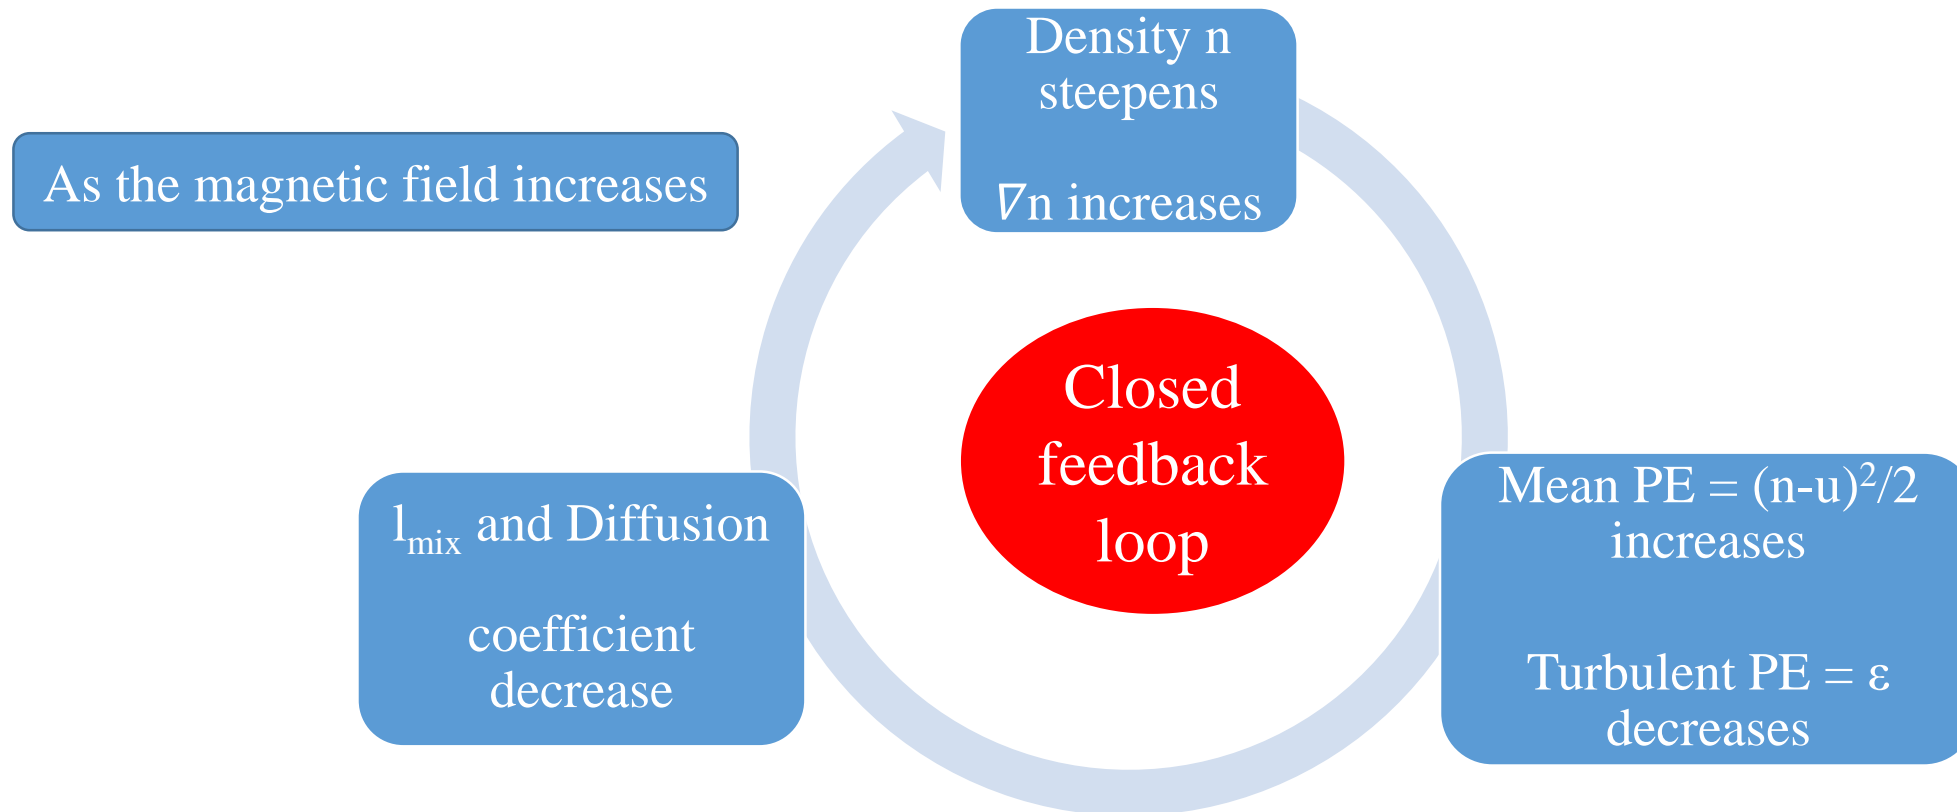 Density n
steepens
∇n increases
As the magnetic field increases
Closed
feedback
loop
Mean PE = (n-u)²/2
increases
Turbulent PE = ε
decreases
lₘᵢₓ and Diffusion
coefficient
decrease